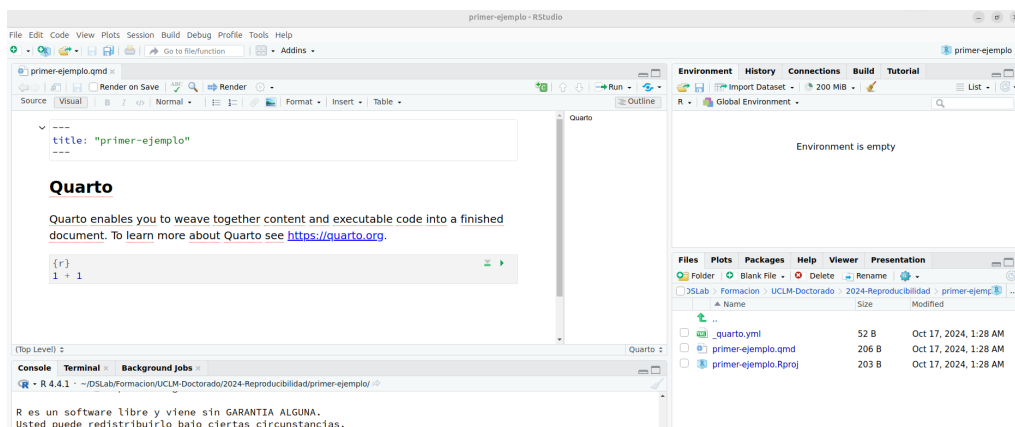 primer-ejemplo - RStudio
File Edit Code View Plots Session Build Debug Profile Tools Help
Go to file/function Addins
primer-ejemplo
primer-ejemplo.qmd
Render on Save ABC Render Run
Source Visual B I </> Normal Format Insert Table Outline
---
title: "primer-ejemplo"
---
Quarto
Quarto enables you to weave together content and executable code into a finished
document. To learn more about Quarto see https://quarto.org.
{r}
1 + 1
Quarto
(Top Level) Quarto
Console Terminal Background Jobs
R 4.4.1 · ~/DSLab/Formacion/UCLM-Doctorado/2024-Reproducibilidad/primer-ejemplo/
R es un software libre y viene sin GARANTIA ALGUNA.
Usted puede redistribuirlo bajo ciertas circunstancias.
Environment History Connections Build Tutorial
Import Dataset 200 MiB List
R Global Environment
Environment is empty
Files Plots Packages Help Viewer Presentation
Folder Blank File Delete Rename
DSLab > Formacion > UCLM-Doctorado > 2024-Reproducibilidad > primer-ejemp
Name Size Modified
..
_quarto.yml 52 B Oct 17, 2024, 1:28 AM
primer-ejemplo.qmd 206 B Oct 17, 2024, 1:28 AM
primer-ejemplo.Rproj 203 B Oct 17, 2024, 1:28 AM